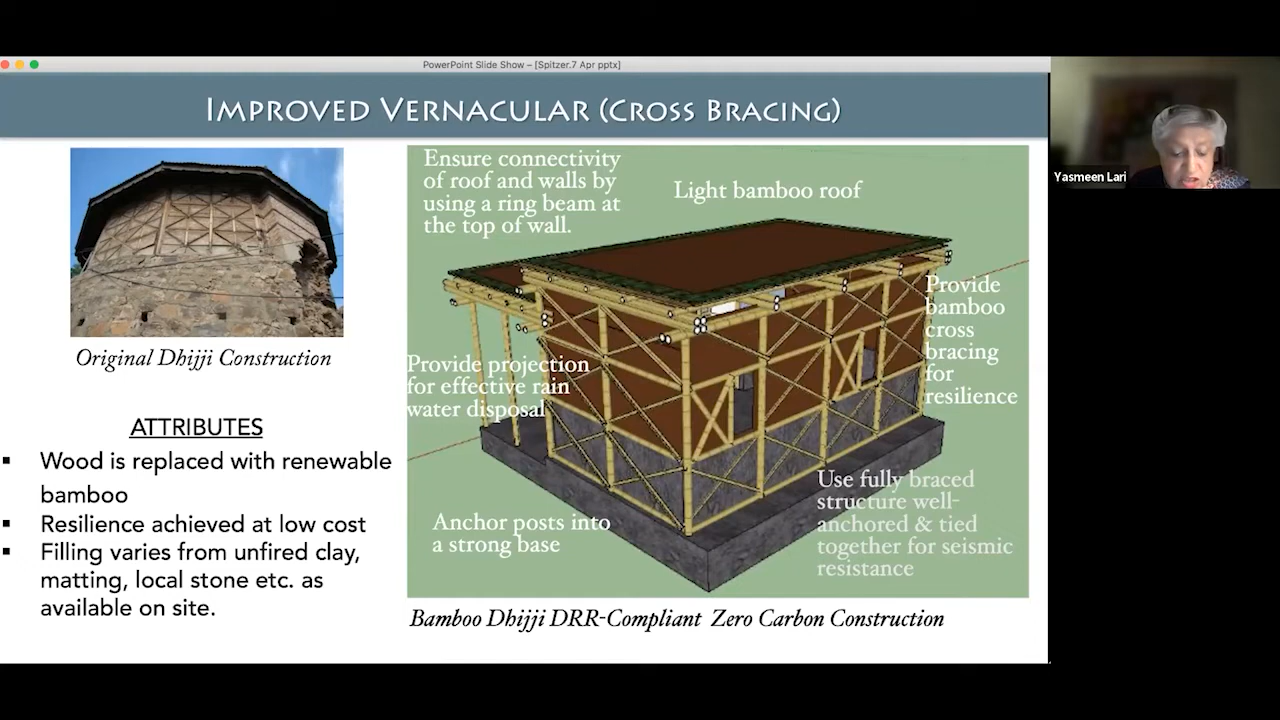 PowerPoint Slide Show – [Spitzer.7 Apr pptx]
Improved Vernacular (Cross Bracing)
Yasmeen Lari
Original Dhijji Construction
ATTRIBUTES
▪ Wood is replaced with renewable
bamboo
▪ Resilience achieved at low cost
▪ Filling varies from unfired clay,
matting, local stone etc. as
available on site.
Ensure connectivity
of roof and walls by
using a ring beam at
the top of wall.
Light bamboo roof
Provide
bamboo
cross
bracing
for
resilience
Provide projection
for effective rain
water disposal
Anchor posts into
a strong base
Use fully braced
structure well-
anchored & tied
together for seismic
resistance
Bamboo Dhijji DRR-Compliant Zero Carbon Construction